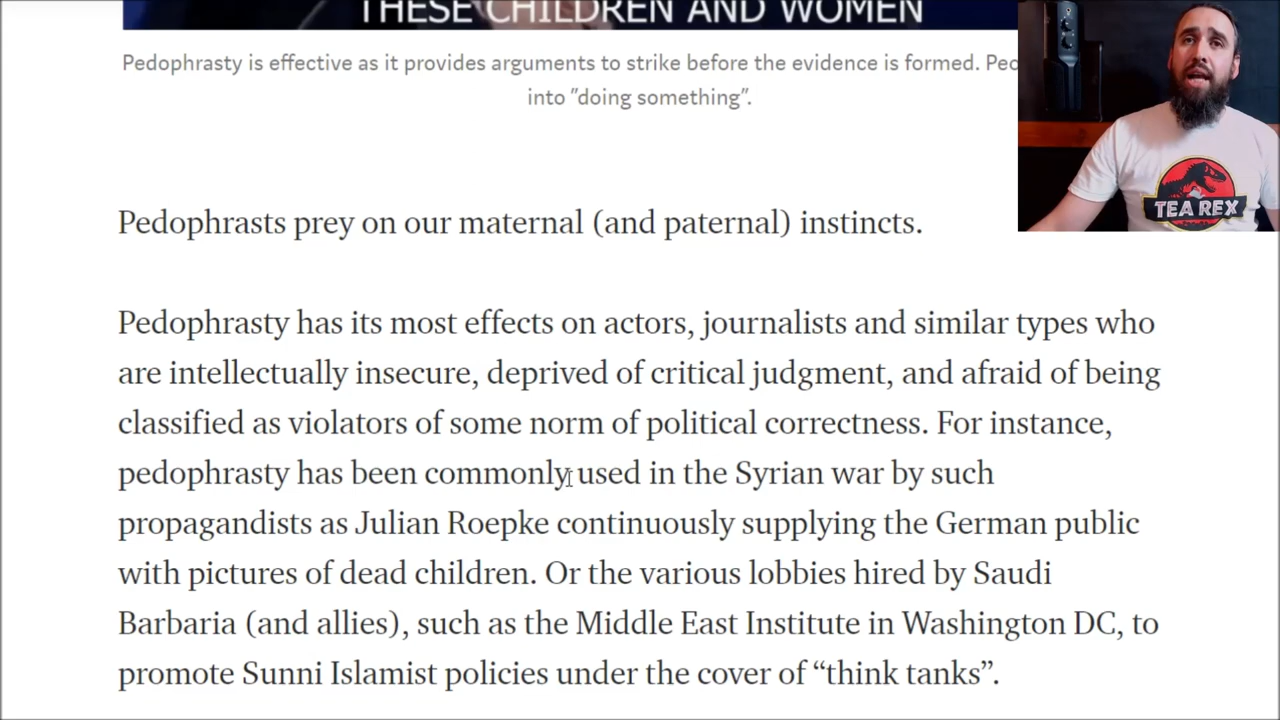 THESE CHILDREN AND WOMEN
Pedophrasty is effective as it provides arguments to strike before the evidence is formed.
into "doing something".
TEA REX
Pedophrasts prey on our maternal (and paternal) instincts.
Pedophrasty has its most effects on actors, journalists and similar types who
are intellectually insecure, deprived of critical judgment, and afraid of being
classified as violators of some norm of political correctness. For instance,
pedophrasty has been commonly used in the Syrian war by such
propagandists as Julian Roepke continuously supplying the German public
with pictures of dead children. Or the various lobbies hired by Saudi
Barbaria (and allies), such as the Middle East Institute in Washington DC, to
promote Sunni Islamist policies under the cover of “think tanks”.